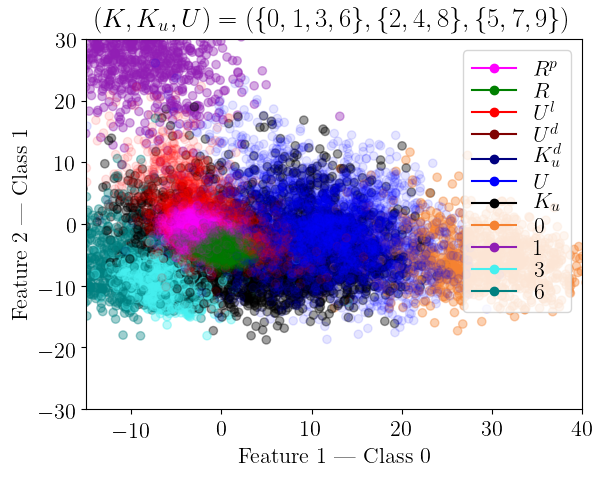 (K, K_u, U) = ({0, 1, 3, 6}, {2, 4, 8}, {5, 7, 9})
30
20
10
0
−10
−20
−30
−10
0
10
20
30
40
Feature 2 — Class 1
Feature 1 — Class 0
R^p
R
U^l
U^d
K_u^d
U
K_u
0
1
3
6